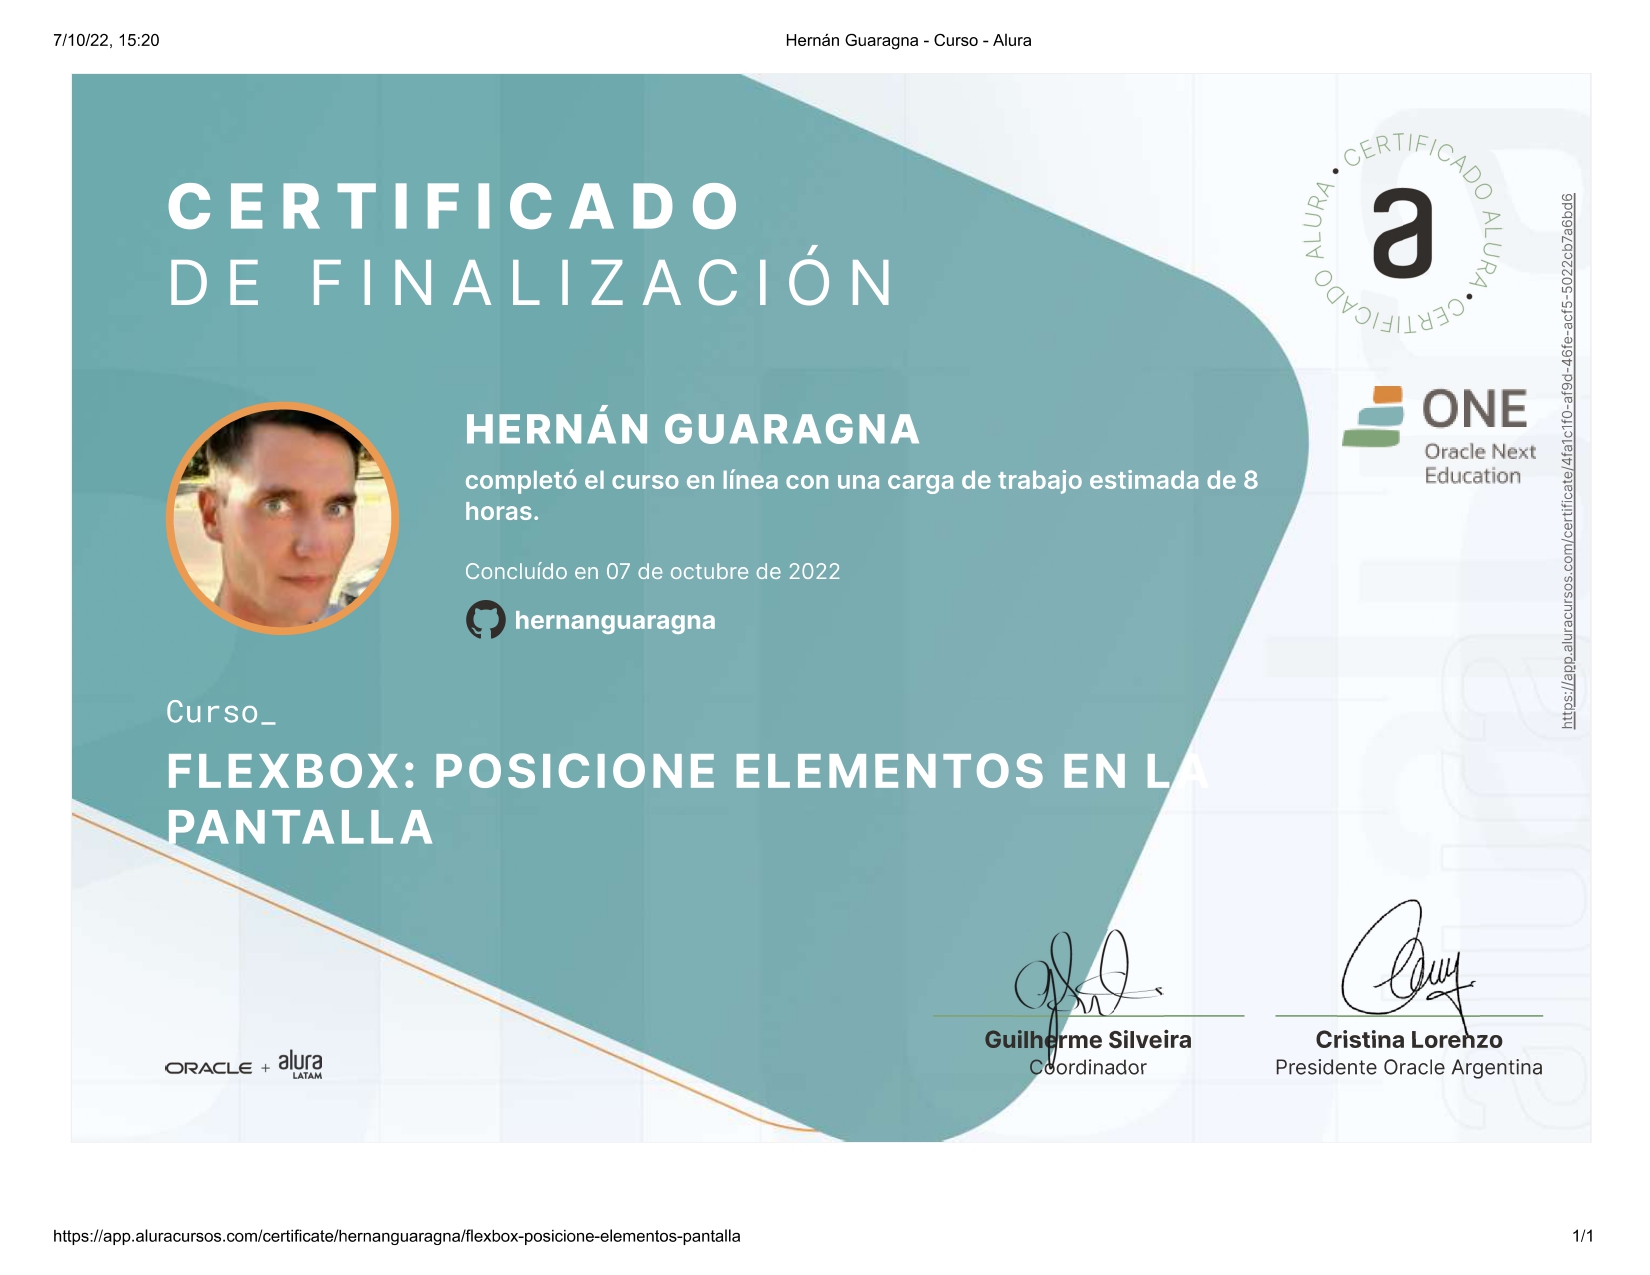 7/10/22, 15:20
Hernán Guaragna - Curso - Alura
CERTIFICADO
DE FINALIZACIÓN
• CERTIFICADO ALURA • CERTIFICADO ALURA
a
ONE
Oracle Next
Education
https://app.aluracursos.com/certificate/4fa1c1f0-af9d-46fe-acf5-5022cb7a6bd6
HERNÁN GUARAGNA
completó el curso en línea con una carga de trabajo estimada de 8
horas.
Concluído en 07 de octubre de 2022
hernanguaragna
Curso_
FLEXBOX: POSICIONE ELEMENTOS EN LA
PANTALLA
Guilherme Silveira
Coordinador
Cristina Lorenzo
Presidente Oracle Argentina
ORACLE + alura
LATAM
alura
https://app.aluracursos.com/certificate/hernanguaragna/flexbox-posicione-elementos-pantalla
1/1